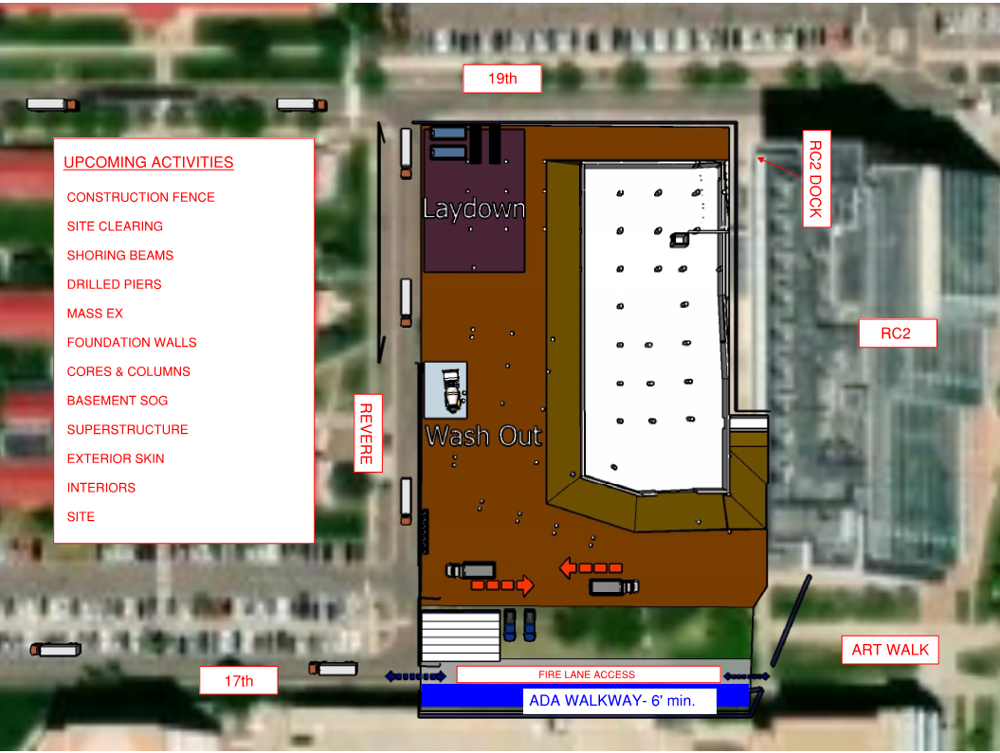 19th
UPCOMING ACTIVITIES
CONSTRUCTION FENCE
SITE CLEARING
SHORING BEAMS
DRILLED PIERS
MASS EX
FOUNDATION WALLS
CORES & COLUMNS
BASEMENT SOG
SUPERSTRUCTURE
EXTERIOR SKIN
INTERIORS
SITE
Laydown
RC2 DOCK
RC2
REVERE
Wash Out
ART WALK
17th
FIRE LANE ACCESS
ADA WALKWAY- 6' min.